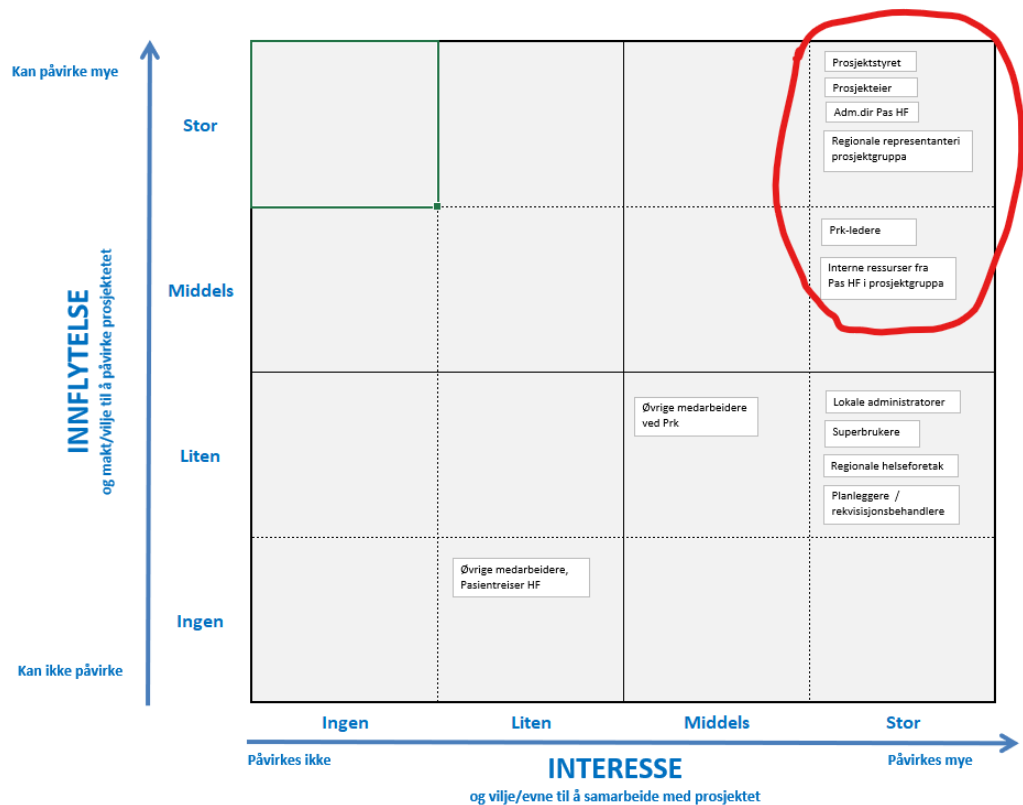 Kan påvirke mye
Stor
Prosjektstyret
Prosjekteier
Adm.dir Pas HF
Regionale representanteri
prosjektgruppa
INNFLYTELSE
og makt/vilje til å påvirke prosjektetet
Middels
Prk-ledere
Interne ressurser fra
Pas HF i prosjektgruppa
Liten
Øvrige medarbeidere
ved Prk
Lokale administratorer
Superbrukere
Regionale helseforetak
Planleggere /
rekvisisjonsbehandlere
Ingen
Øvrige medarbeidere,
Pasientreiser HF
Kan ikke påvirke
Ingen
Liten
Middels
Stor
Påvirkes ikke
INTERESSE
Påvirkes mye
og vilje/evne til å samarbeide med prosjektet